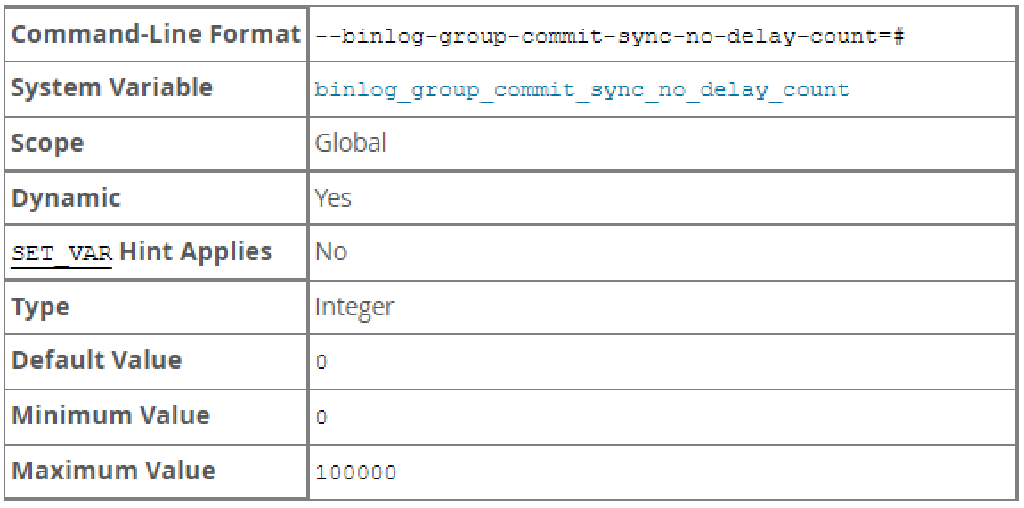 Command-Line Format --binlog-group-commit-sync-no-delay-count=#
System Variable binlog_group_commit_sync_no_delay_count
Scope Global
Dynamic Yes
SET_VAR Hint Applies No
Type Integer
Default Value 0
Minimum Value 0
Maximum Value 100000